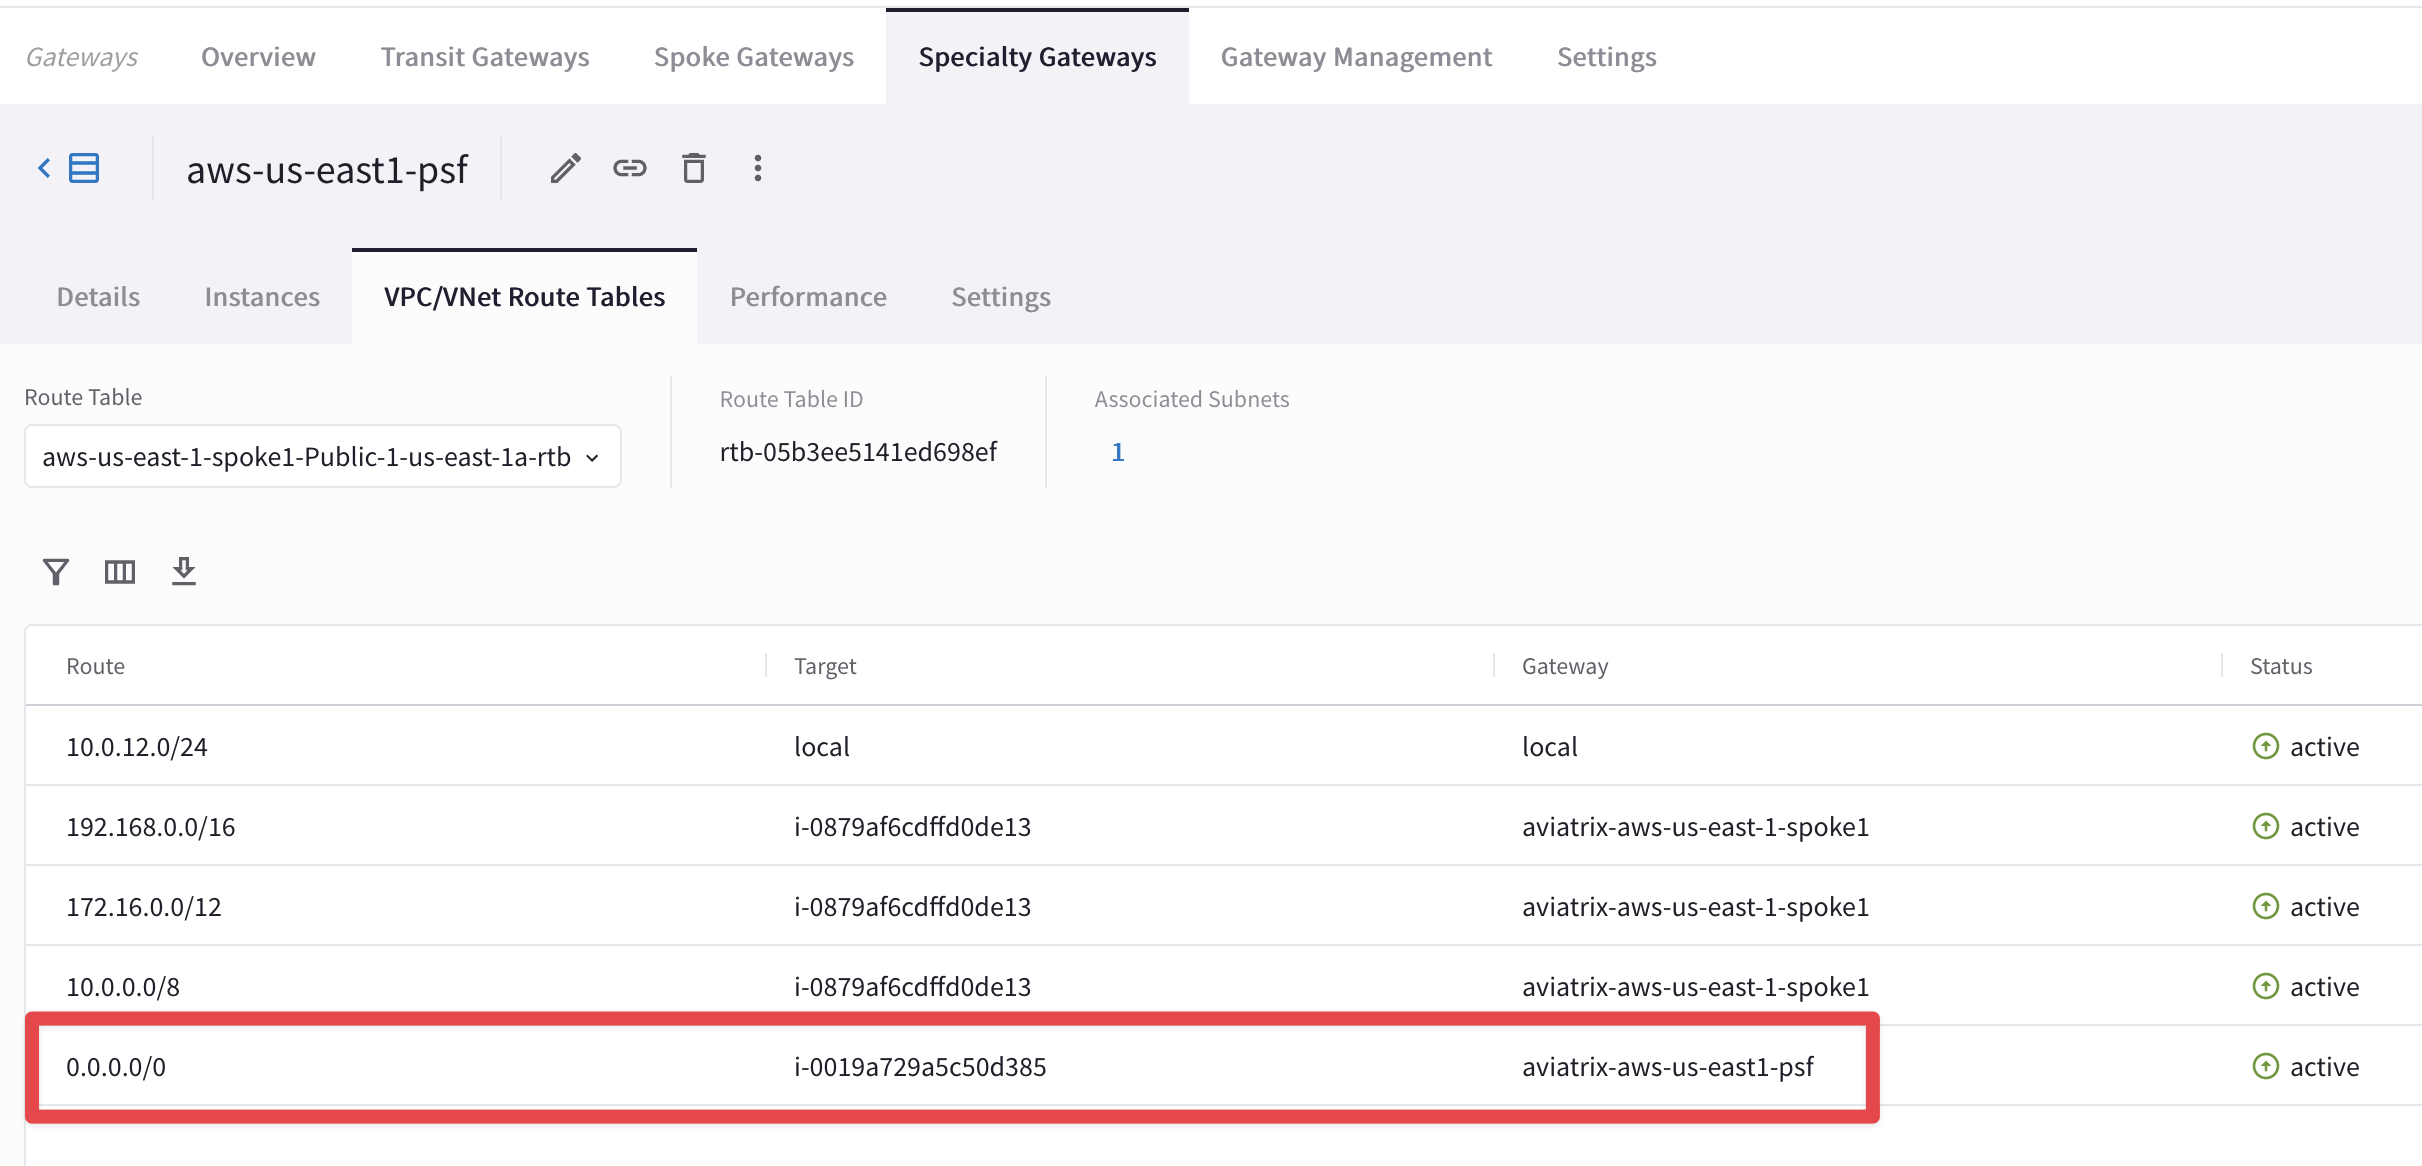 Gateways Overview Transit Gateways Spoke Gateways Specialty Gateways Gateway Management Settings
aws-us-east1-psf
Details Instances VPC/VNet Route Tables Performance Settings
Route Table Route Table ID Associated Subnets
aws-us-east-1-spoke1-Public-1-us-east-1a-rtb rtb-05b3ee5141ed698ef 1
Route Target Gateway Status
10.0.12.0/24 local local active
192.168.0.0/16 i-0879af6cdffd0de13 aviatrix-aws-us-east-1-spoke1 active
172.16.0.0/12 i-0879af6cdffd0de13 aviatrix-aws-us-east-1-spoke1 active
10.0.0.0/8 i-0879af6cdffd0de13 aviatrix-aws-us-east-1-spoke1 active
0.0.0.0/0 i-0019a729a5c50d385 aviatrix-aws-us-east1-psf active